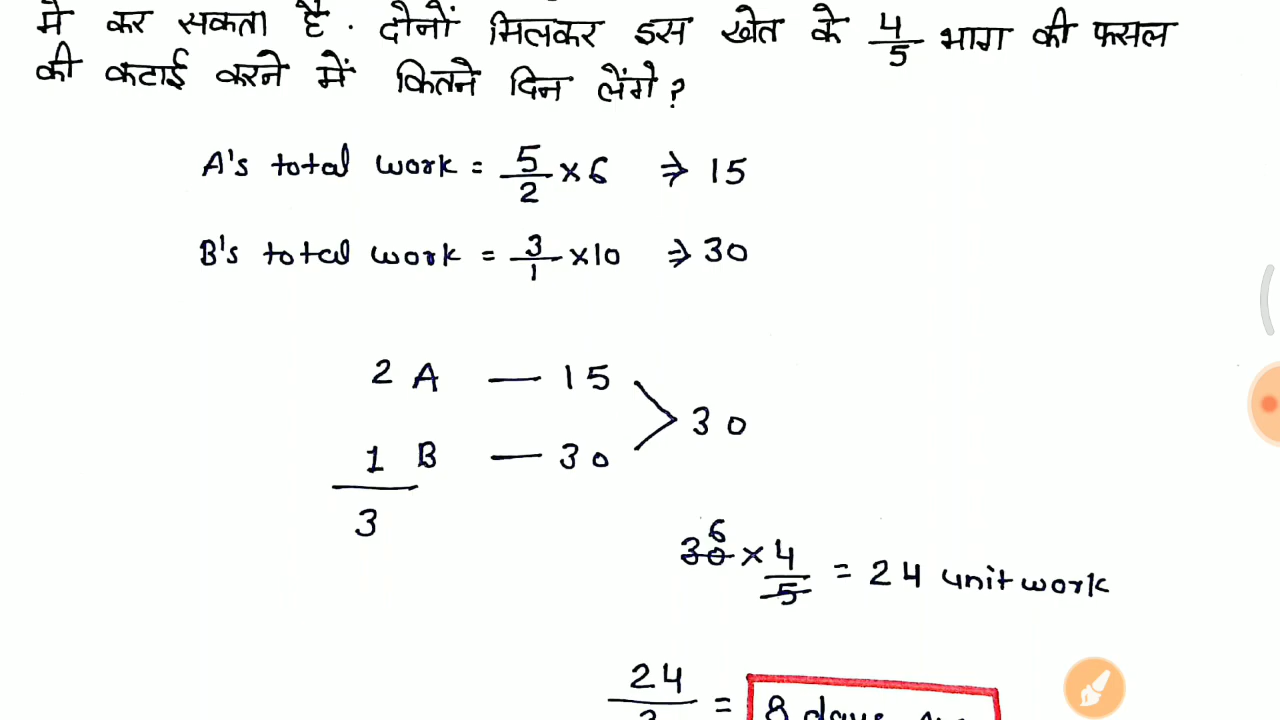 में कर सकता है . दोनों मिलकर इस खेत के 4/5 भाग की फसल
की कटाई करने में कितने दिन लेंगे ?
A's total work = 5/2 × 6 ⇒ 15
B's total work = 3/1 × 10 ⇒ 30
2 A — 15
30
1 B — 30
3
6
30 × 4/5 = 24 unit work
24/3 = 8 days